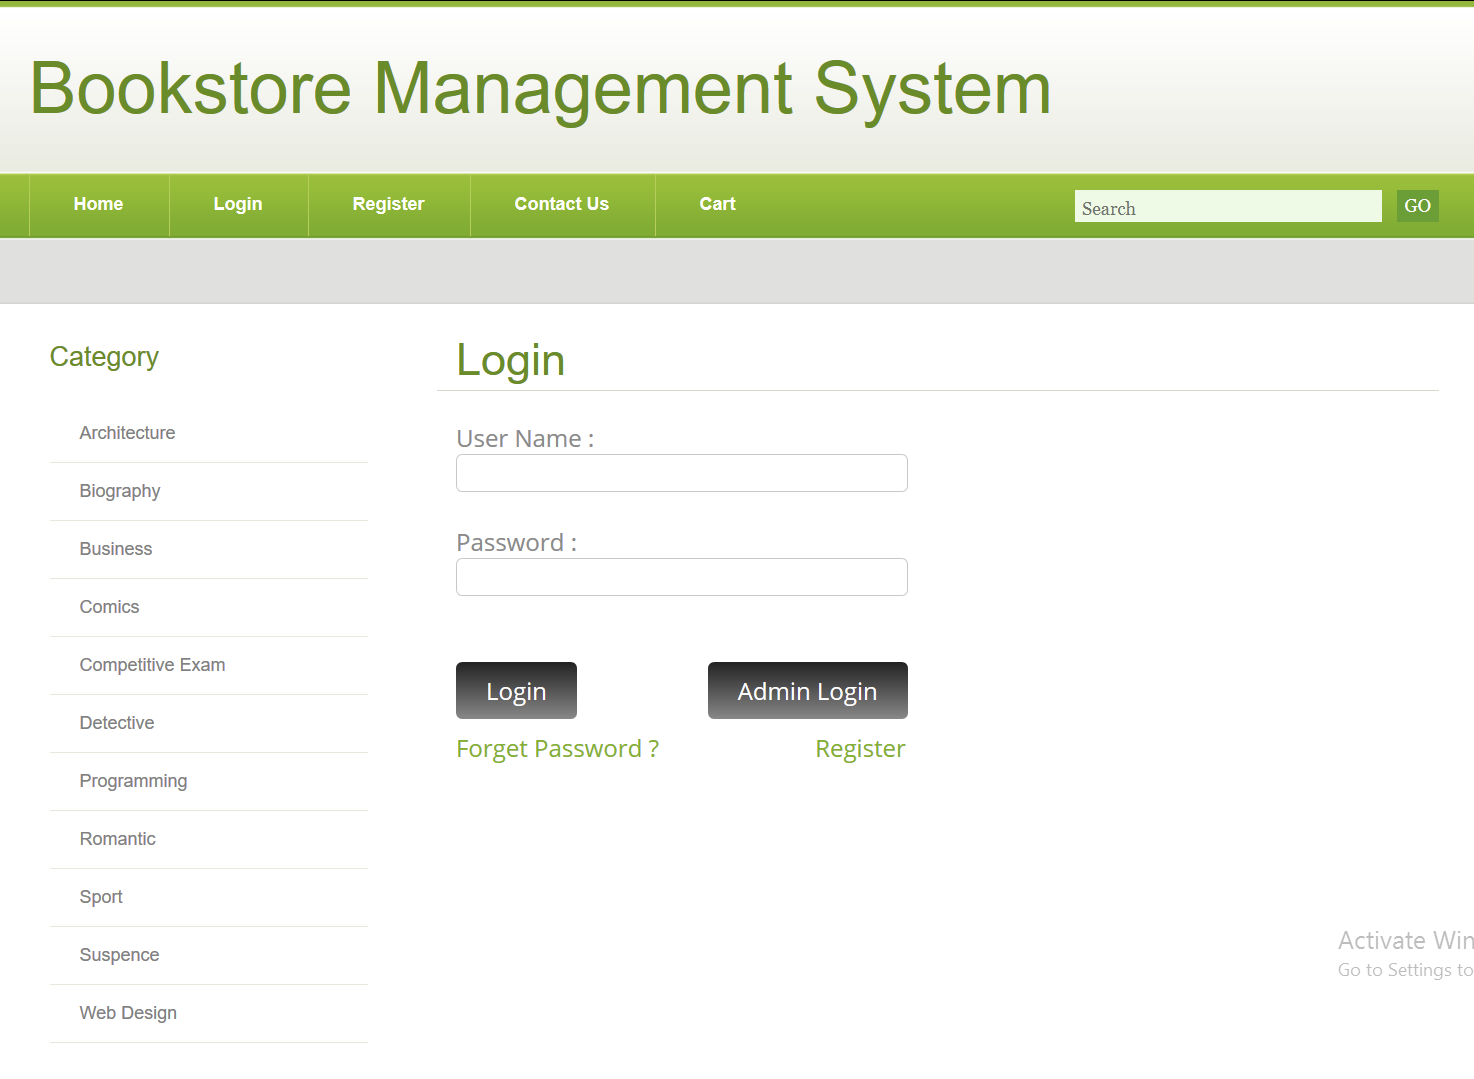 Bookstore Management System
Home Login Register Contact Us Cart Search GO
Category
Architecture
Biography
Business
Comics
Competitive Exam
Detective
Programming
Romantic
Sport
Suspence
Web Design
Login
User Name :
Password :
Login Admin Login
Forget Password ? Register
Activate Win
Go to Settings to